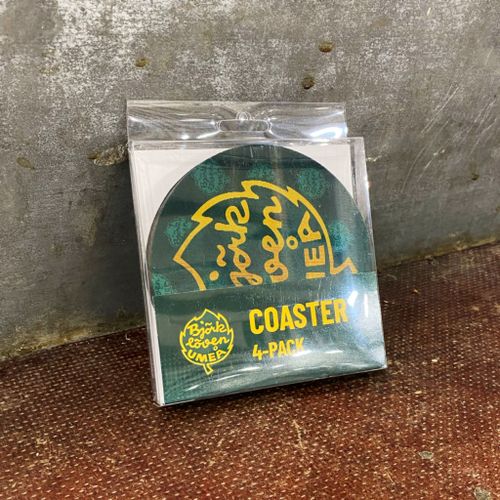 Björk
löven
UMEÅ
Björk
löven
UMEÅ
COASTER
4-PACK